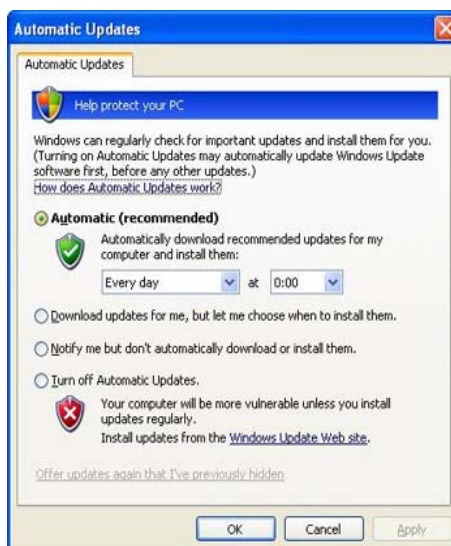 Automatic Updates
Automatic Updates
Help protect your PC
Windows can regularly check for important updates and install them for you.
(Turning on Automatic Updates may automatically update Windows Update
software first, before any other updates.)
How does Automatic Updates work?
Automatic (recommended)
Automatically download recommended updates for my
computer and install them:
Every day at 0:00
Download updates for me, but let me choose when to install them.
Notify me but don't automatically download or install them.
Turn off Automatic Updates.
Your computer will be more vulnerable unless you install
updates regularly.
Install updates from the Windows Update Web site.
Offer updates again that I've previously hidden
OK Cancel Apply